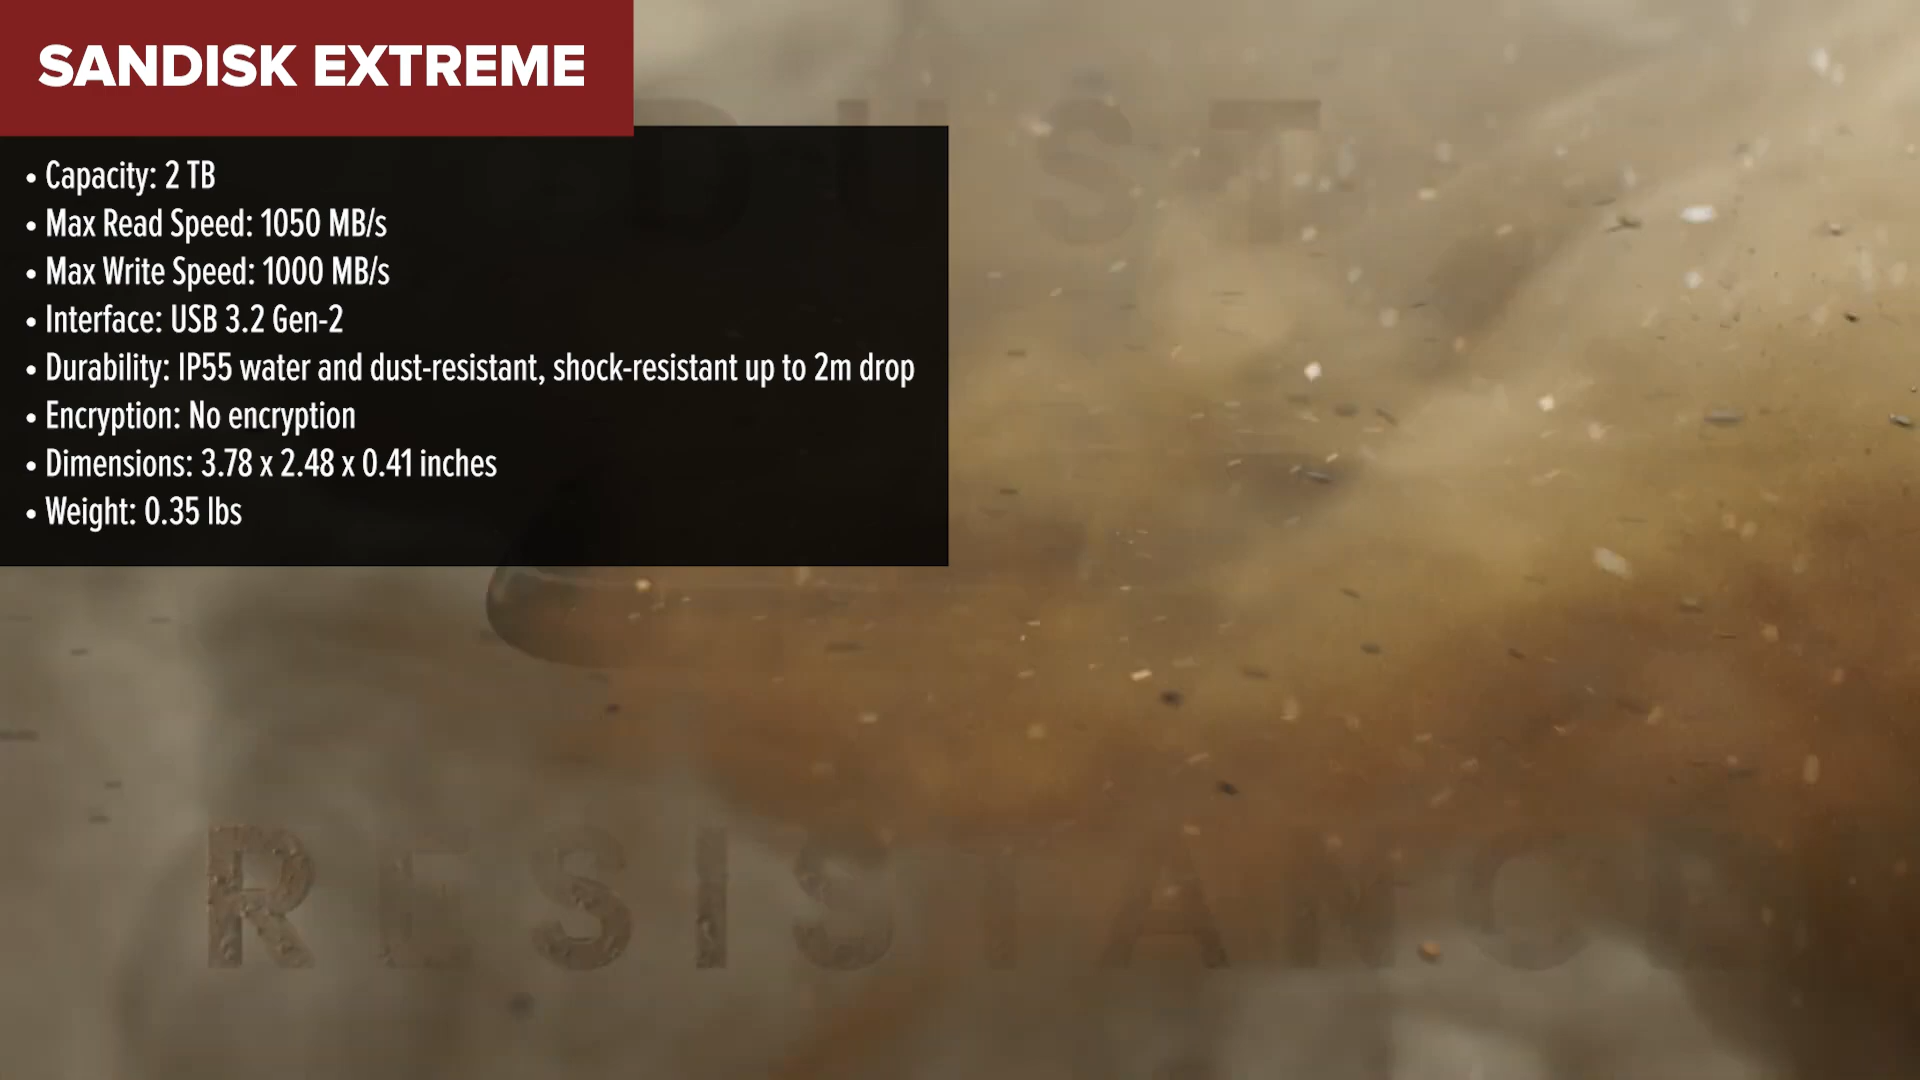 SANDISK EXTREME
DUST
• Capacity: 2 TB
• Max Read Speed: 1050 MB/s
• Max Write Speed: 1000 MB/s
• Interface: USB 3.2 Gen-2
• Durability: IP55 water and dust-resistant, shock-resistant up to 2m drop
• Encryption: No encryption
• Dimensions: 3.78 x 2.48 x 0.41 inches
• Weight: 0.35 lbs
RESISTANCE